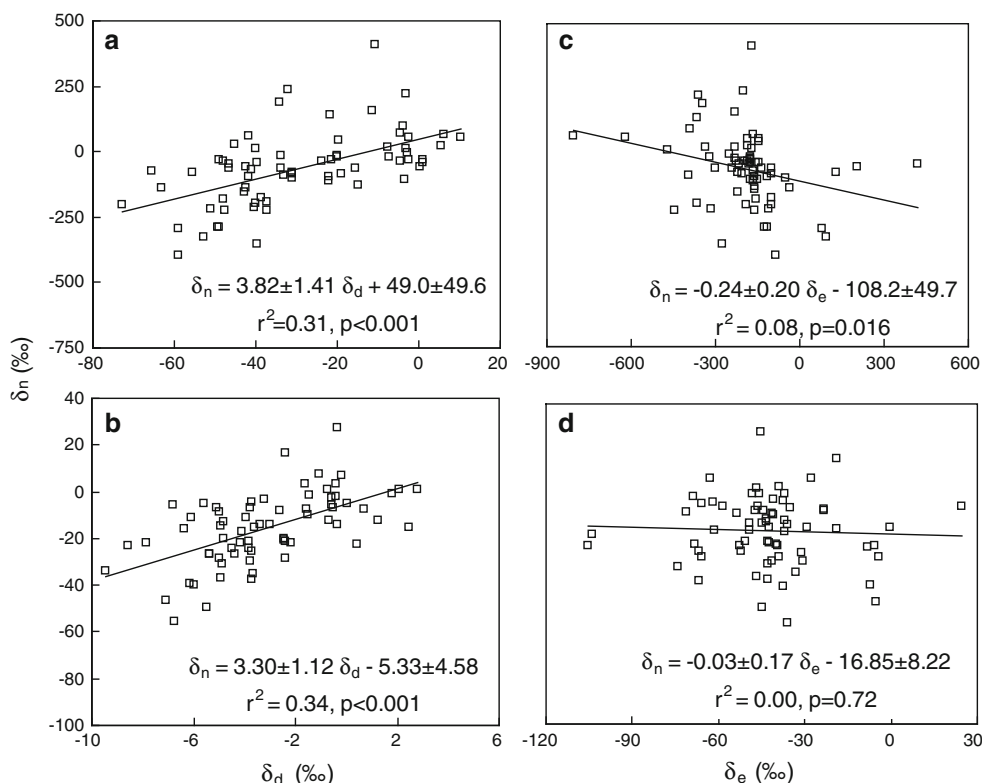 a
500
250
0
-250
-500
-750
-80
-60
-40
-20
0
20
δn = 3.82±1.41 δd + 49.0±49.6
r²=0.31, p<0.001
c
-900
-600
-300
0
300
600
δn = -0.24±0.20 δe - 108.2±49.7
r² = 0.08, p=0.016
δn (‰)
b
40
20
0
-20
-40
-60
-80
-100
-10
-6
-2
2
6
δn = 3.30±1.12 δd - 5.33±4.58
r² = 0.34, p<0.001
δd (‰)
d
-120
-90
-60
-30
0
30
δn = -0.03±0.17 δe - 16.85±8.22
r² = 0.00, p=0.72
δe (‰)